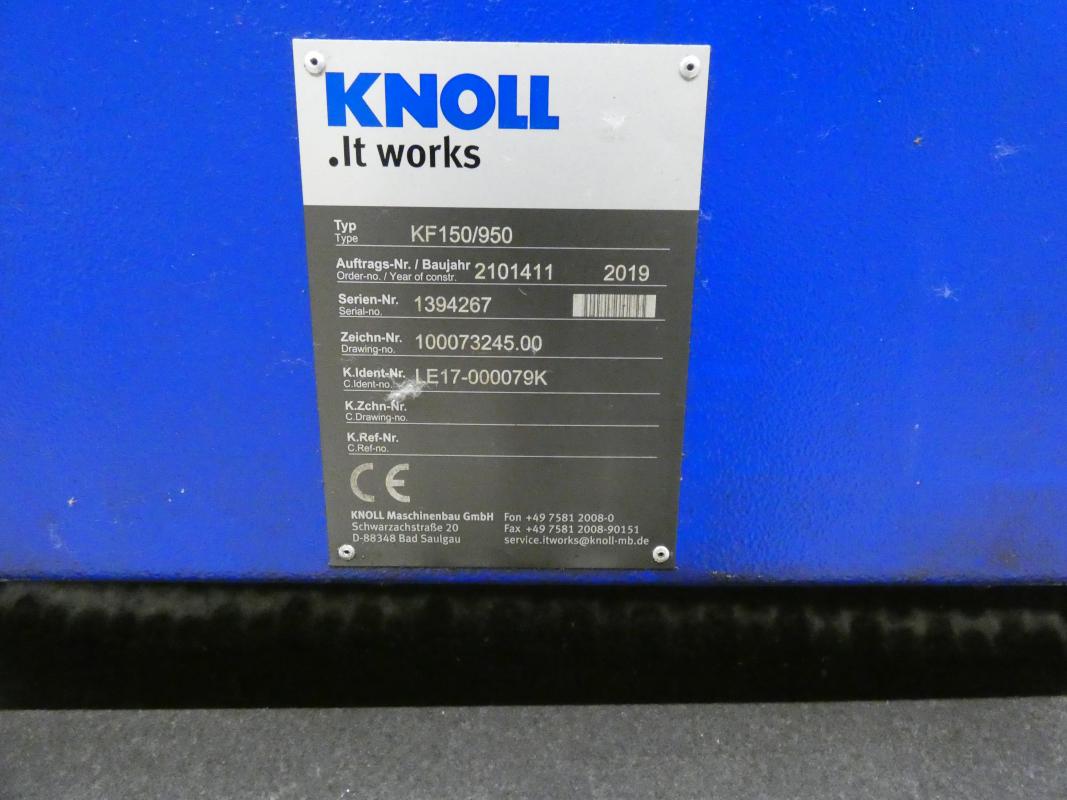 KNOLL
.It works
Typ
Type KF150/950
Auftrags-Nr. / Baujahr 2101411 2019
Order-no. / Year of constr.
Serien-Nr. 1394267
Serial-no.
Zeichn-Nr. 100073245.00
Drawing-no.
K.Ident-Nr. LE17-000079K
C.Ident-no.
K.Zchn-Nr.
C.Drawing-no.
K.Ref-Nr.
C.Ref-no.
CE
KNOLL Maschinenbau GmbH Fon +49 7581 2008-0
Schwarzachstraße 20 Fax +49 7581 2008-90151
D-88348 Bad Saulgau service.itworks@knoll-mb.de